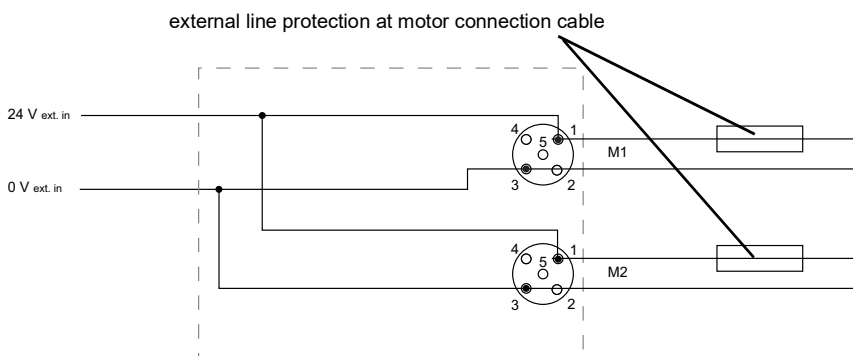 external line protection at motor connection cable
24 V ext. in
4 1
5
M1
0 V ext. in
3 2
4 1
5
M2
3 2